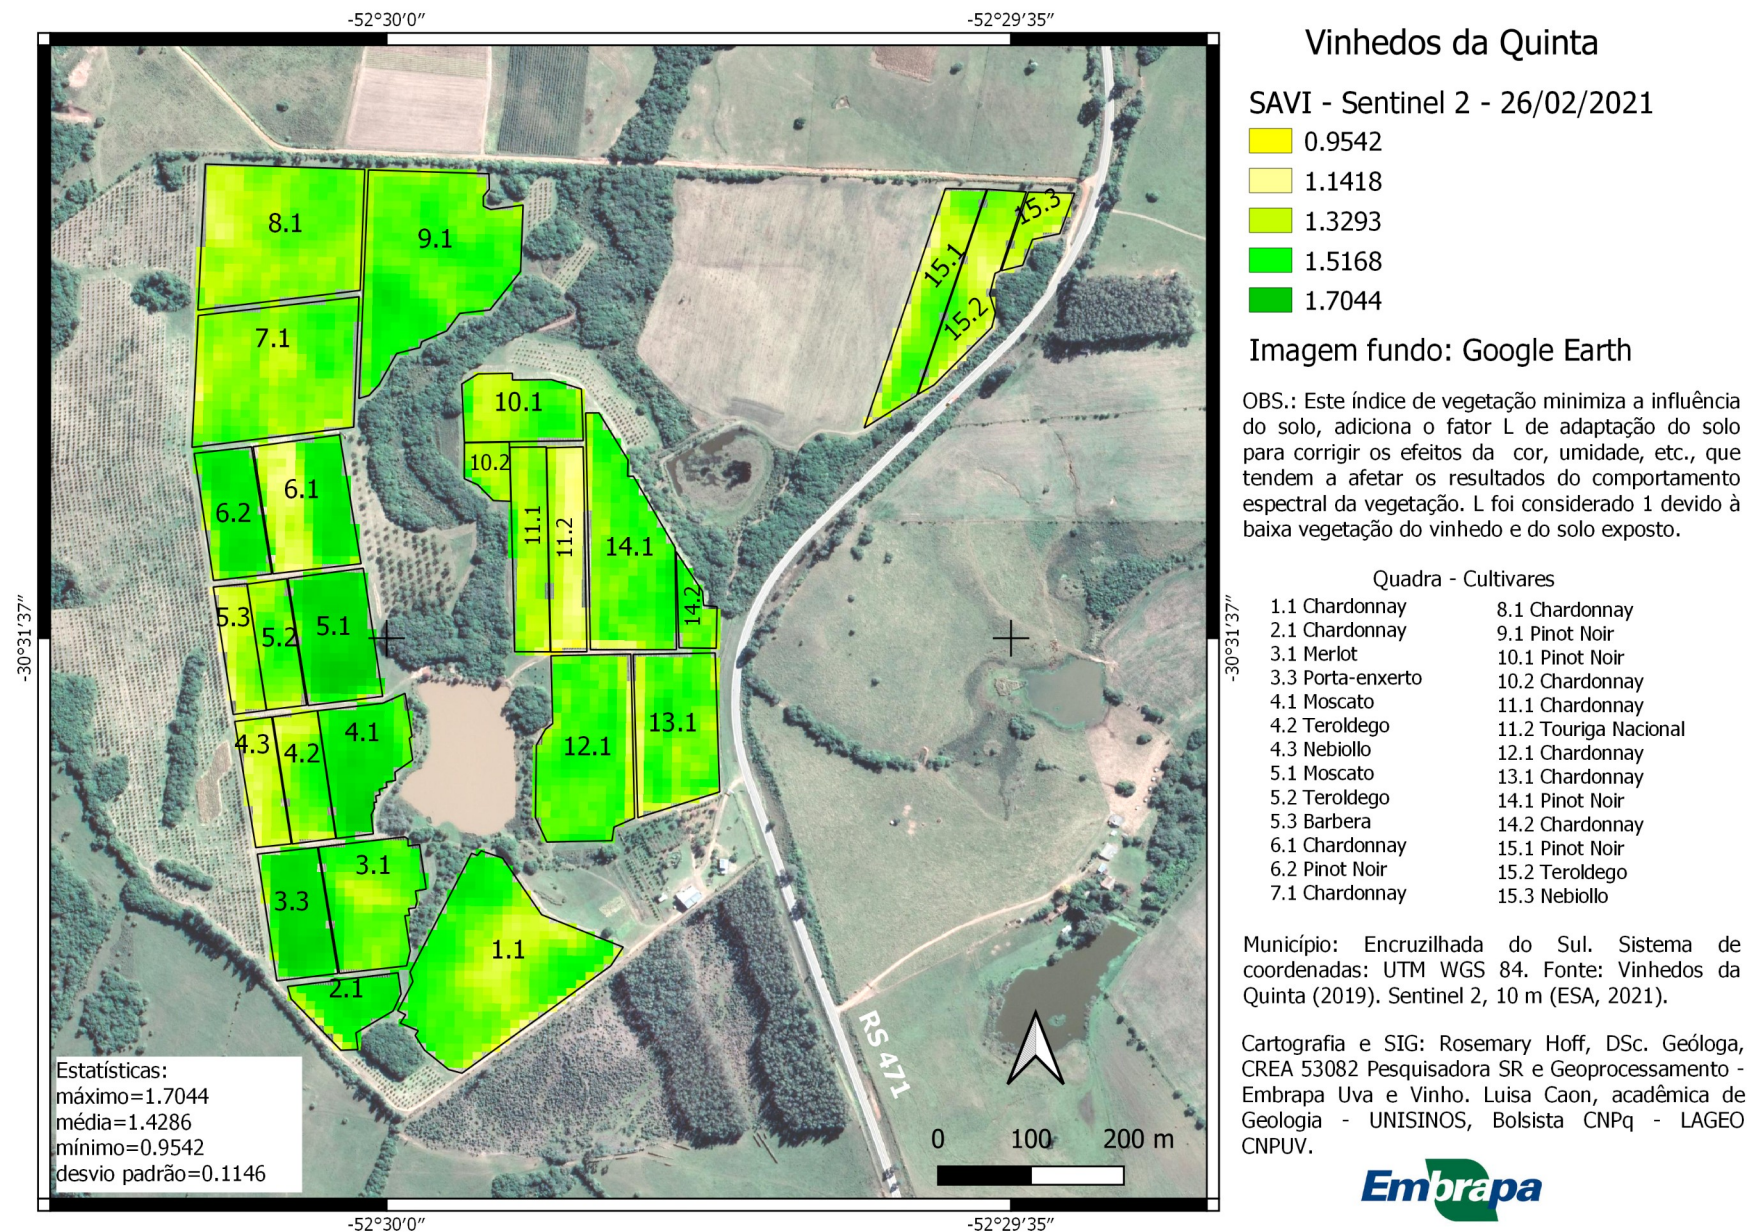 -52°30′0″
-52°29′35″
-30°31′37″
8.1
9.1
7.1
15.1
15.2
15.3
10.1
10.2
11.1
11.2
14.1
14.2
6.2
6.1
5.3
5.2
5.1
4.3
4.2
4.1
12.1
13.1
3.3
3.1
2.1
1.1
RS 471
Estatísticas:
máximo=1.7044
média=1.4286
mínimo=0.9542
desvio padrão=0.1146
0 100 200 m
-30°31′37″
-52°30′0″
-52°29′35″
Vinhedos da Quinta
SAVI - Sentinel 2 - 26/02/2021
0.9542
1.1418
1.3293
1.5168
1.7044
Imagem fundo: Google Earth
OBS.: Este índice de vegetação minimiza a influência
do solo, adiciona o fator L de adaptação do solo
para corrigir os efeitos da cor, umidade, etc., que
tendem a afetar os resultados do comportamento
espectral da vegetação. L foi considerado 1 devido à
baixa vegetação do vinhedo e do solo exposto.
Quadra - Cultivares
1.1 Chardonnay
2.1 Chardonnay
3.1 Merlot
3.3 Porta-enxerto
4.1 Moscato
4.2 Teroldego
4.3 Nebiollo
5.1 Moscato
5.2 Teroldego
5.3 Barbera
6.1 Chardonnay
6.2 Pinot Noir
7.1 Chardonnay
8.1 Chardonnay
9.1 Pinot Noir
10.1 Pinot Noir
10.2 Chardonnay
11.1 Chardonnay
11.2 Touriga Nacional
12.1 Chardonnay
13.1 Chardonnay
14.1 Pinot Noir
14.2 Chardonnay
15.1 Pinot Noir
15.2 Teroldego
15.3 Nebiollo
Município: Encruzilhada do Sul. Sistema de
coordenadas: UTM WGS 84. Fonte: Vinhedos da
Quinta (2019). Sentinel 2, 10 m (ESA, 2021).
Cartografia e SIG: Rosemary Hoff, DSc. Geóloga,
CREA 53082 Pesquisadora SR e Geoprocessamento -
Embrapa Uva e Vinho. Luisa Caon, acadêmica de
Geologia - UNISINOS, Bolsista CNPq - LAGEO
CNPUV.
Embrapa